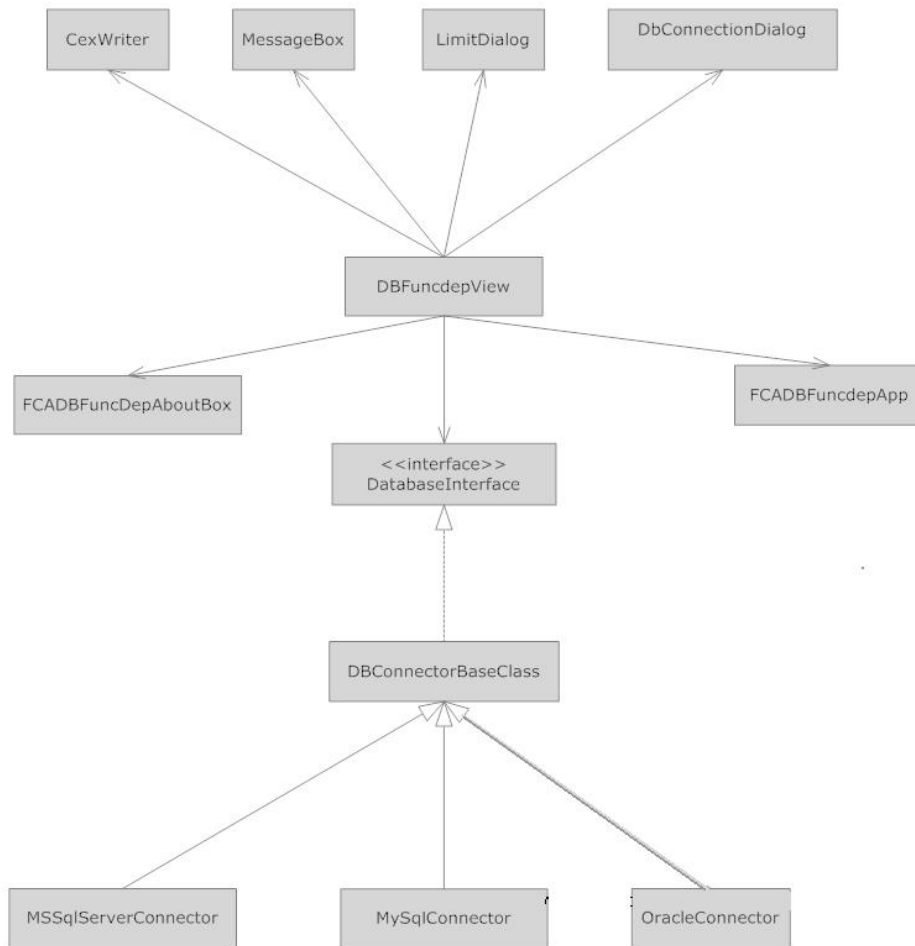 CexWriter
MessageBox
LimitDialog
DbConnectionDialog
DBFuncdepView
FCADBFuncDepAboutBox
FCADBFuncdepApp
<<interface>>
DatabaseInterface
DBConnectorBaseClass
MSSqlServerConnector
MySqlConnector
OracleConnector